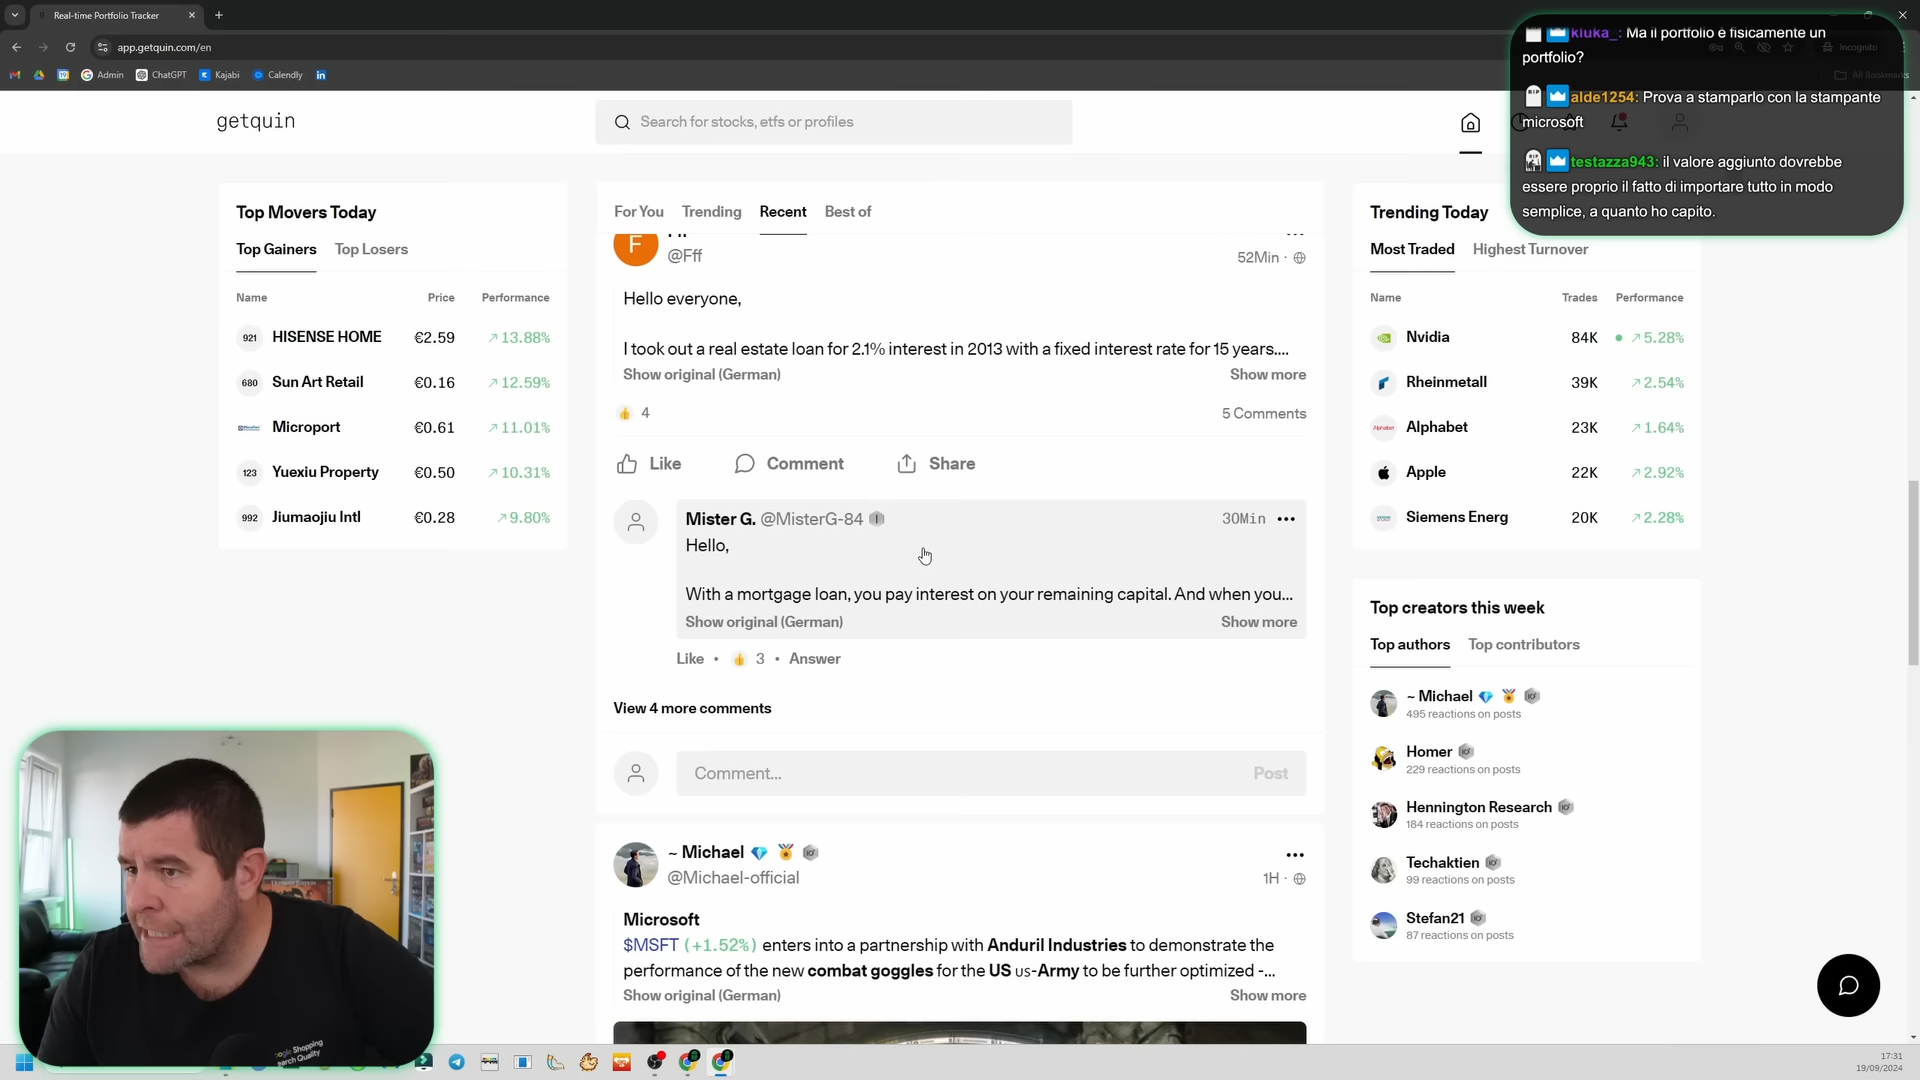 Real-time Portfolio Tracker
app.getquin.com/en
Incognito
Admin
ChatGPT
Kajabi
Calendly
All Bookmarks
kluka_: Ma il portfolio è fisicamente un
portfolio?
alde1254: Prova a stamparlo con la stampante
microsoft
testazza943: il valore aggiunto dovrebbe
essere proprio il fatto di importare tutto in modo
semplice, a quanto ho capito.
getquin
Search for stocks, etfs or profiles
Top Movers Today
Top Gainers Top Losers
Name Price Performance
921 HISENSE HOME €2.59 13.88%
680 Sun Art Retail €0.16 12.59%
Microport €0.61 11.01%
123 Yuexiu Property €0.50 10.31%
992 Jiumaojiu Intl €0.28 9.80%
For You Trending Recent Best of
F
@Fff
52Min ·
Hello everyone,
I took out a real estate loan for 2.1% interest in 2013 with a fixed interest rate for 15 years....
Show original (German) Show more
4 5 Comments
Like Comment Share
Mister G. @MisterG-84 30Min
Hello,
With a mortgage loan, you pay interest on your remaining capital. And when you...
Show original (German) Show more
Like • 3 • Answer
View 4 more comments
Comment... Post
~ Michael
@Michael-official
1H ·
Microsoft
$MSFT (+1.52%) enters into a partnership with Anduril Industries to demonstrate the
performance of the new combat goggles for the US US-Army to be further optimized -...
Show original (German) Show more
Trending Today
Most Traded Highest Turnover
Name Trades Performance
Nvidia 84K 5.28%
Rheinmetall 39K 2.54%
Alphabet 23K 1.64%
Apple 22K 2.92%
Siemens Energ 20K 2.28%
Top creators this week
Top authors Top contributors
~ Michael
495 reactions on posts
Homer
229 reactions on posts
Hennington Research
184 reactions on posts
Techaktien
99 reactions on posts
Stefan21
87 reactions on posts
17:31
19/09/2024